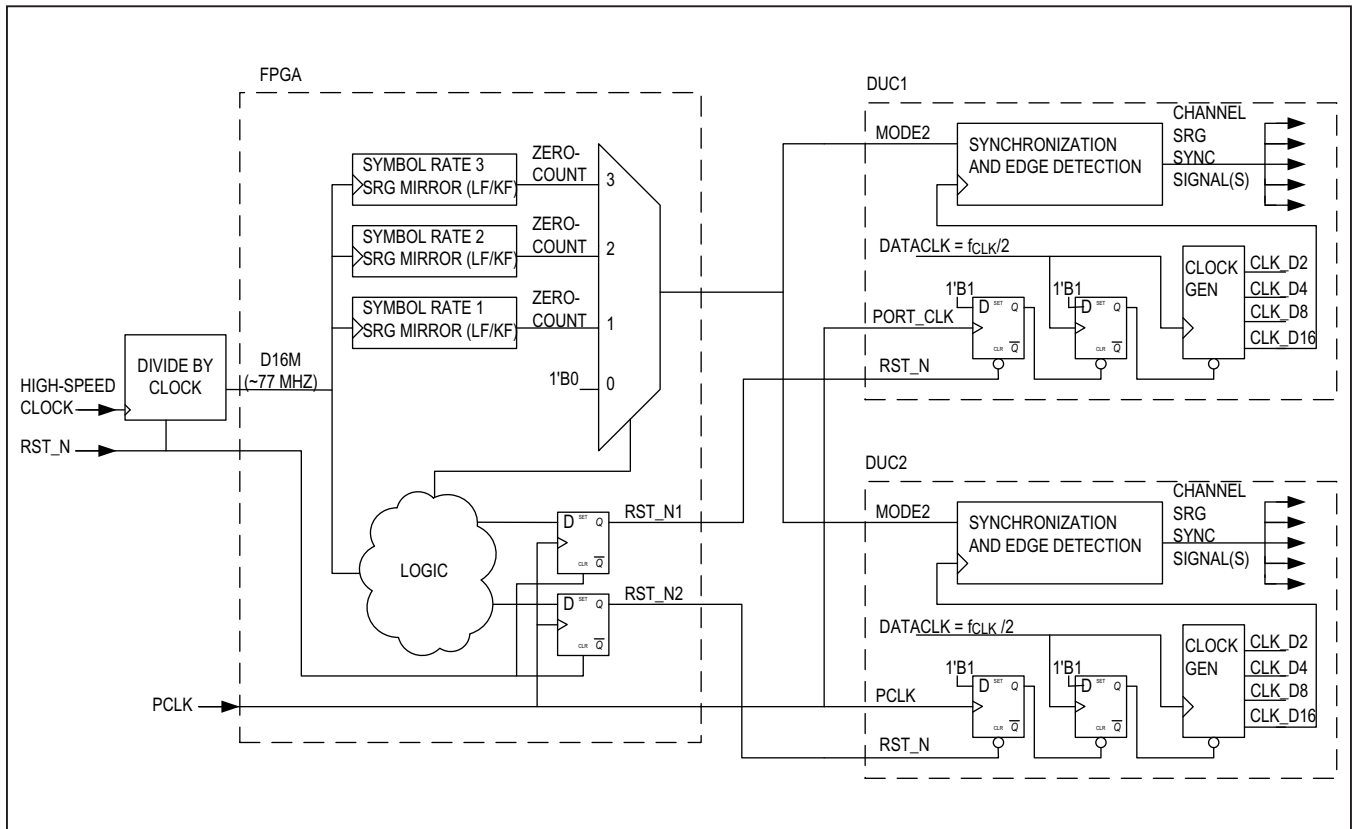 FPGA
SYMBOL RATE 3
SRG MIRROR (LF/KF)
ZERO-
COUNT
3
SYMBOL RATE 2
SRG MIRROR (LF/KF)
ZERO-
COUNT
2
SYMBOL RATE 1
SRG MIRROR (LF/KF)
ZERO-
COUNT
1
1'B0
0
HIGH-SPEED
CLOCK
DIVIDE BY
CLOCK
D16M
(~77 MHZ)
RST_N
LOGIC
D SET Q
CLR Q
RST_N1
D SET Q
CLR Q
RST_N2
PCLK
DUC1
MODE2
SYNCHRONIZATION
AND EDGE DETECTION
CHANNEL
SRG
SYNC
SIGNAL(S)
DATACLK = fCLK/2
1'B1
D SET Q
CLR Q
1'B1
D SET Q
CLR Q
CLOCK
GEN
CLK_D2
CLK_D4
CLK_D8
CLK_D16
PORT_CLK
RST_N
DUC2
MODE2
SYNCHRONIZATION
AND EDGE DETECTION
CHANNEL
SRG
SYNC
SIGNAL(S)
DATACLK = fCLK /2
1'B1
D SET Q
CLR Q
1'B1
D SET Q
CLR Q
CLOCK
GEN
CLK_D2
CLK_D4
CLK_D8
CLK_D16
PCLK
RST_N